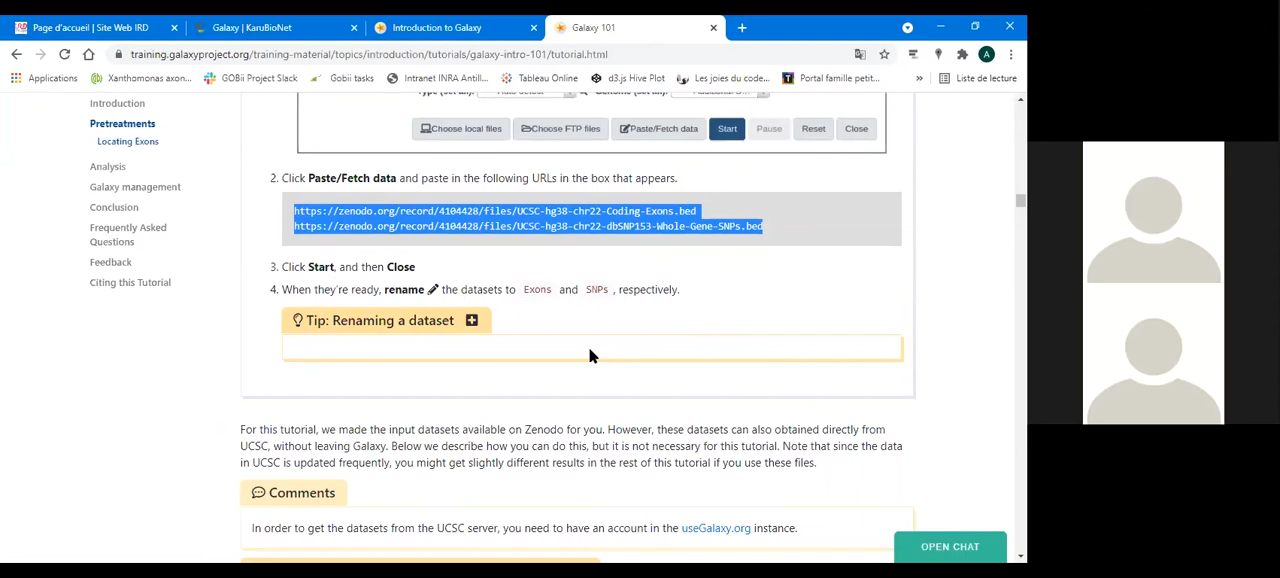 Page d'accueil | Site Web IRD
Galaxy | KaruBioNet
Introduction to Galaxy
Galaxy 101
training.galaxyproject.org/training-material/topics/introduction/tutorials/galaxy-intro-101/tutorial.html
A
Applications
Xanthomonas axon...
GOBii Project Slack
Gobii tasks
Intranet INRA Antill...
Tableau Online
d3.js Hive Plot
Les joies du code...
Portal famille petit...
»
Liste de lecture
Introduction
Pretreatments
Locating Exons
Analysis
Galaxy management
Conclusion
Frequently Asked
Questions
Feedback
Citing this Tutorial
Choose local files
Choose FTP files
Paste/Fetch data
Start
Pause
Reset
Close
2. Click Paste/Fetch data and paste in the following URLs in the box that appears.
https://zenodo.org/record/4104428/files/UCSC-hg38-chr22-Coding-Exons.bed
https://zenodo.org/record/4104428/files/UCSC-hg38-chr22-dbSNP153-Whole-Gene-SNPs.bed
3. Click Start, and then Close
4. When they're ready, rename the datasets to Exons and SNPs , respectively.
Tip: Renaming a dataset
For this tutorial, we made the input datasets available on Zenodo for you. However, these datasets can also obtained directly from
UCSC, without leaving Galaxy. Below we describe how you can do this, but it is not necessary for this tutorial. Note that since the data
in UCSC is updated frequently, you might get slightly different results in the rest of this tutorial if you use these files.
Comments
In order to get the datasets from the UCSC server, you need to have an account in the useGalaxy.org instance.
OPEN CHAT